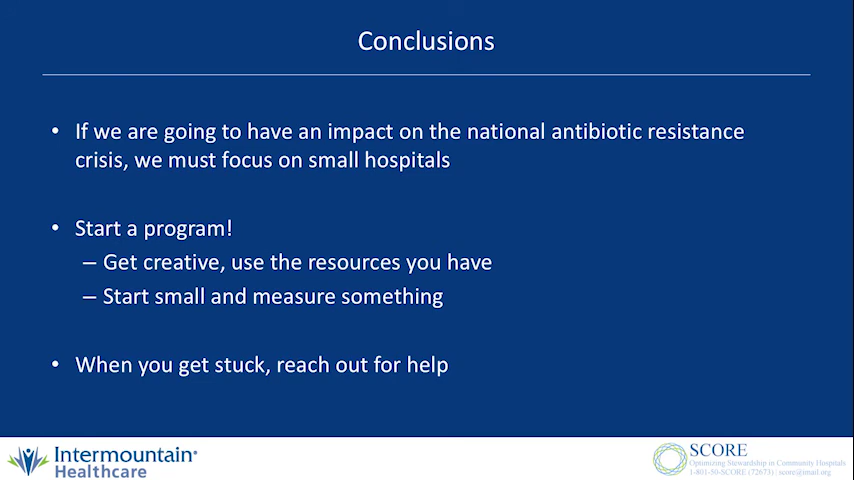 Conclusions
• If we are going to have an impact on the national antibiotic resistance
crisis, we must focus on small hospitals
• Start a program!
– Get creative, use the resources you have
– Start small and measure something
• When you get stuck, reach out for help
Intermountain®
Healthcare
SCORE
Optimizing Stewardship in Community Hospitals
1-801-50-SCORE (72673) | score@imail.org